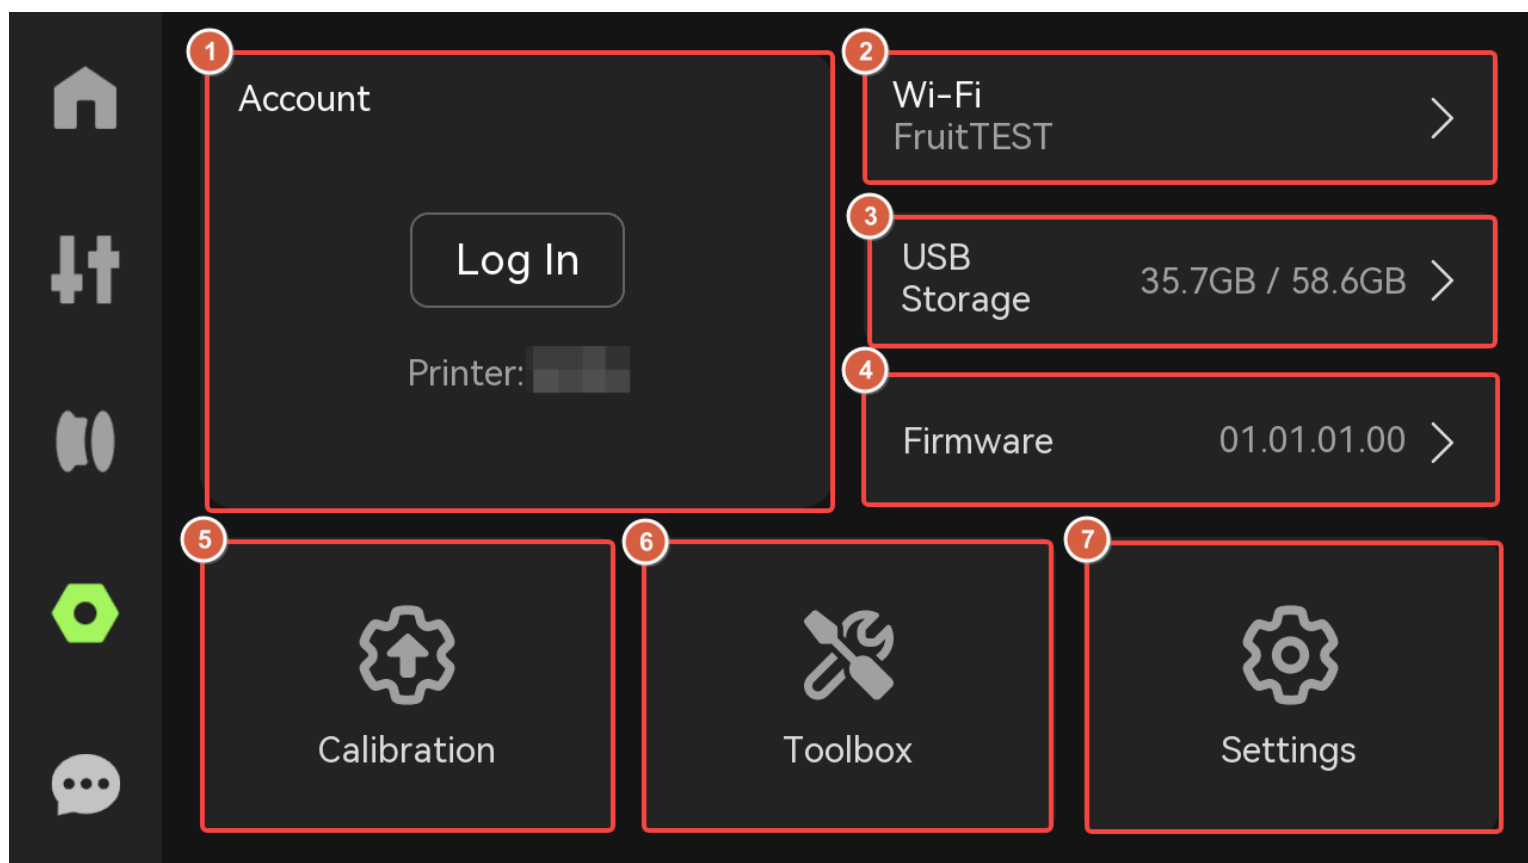 1
Account
Log In
Printer:
2
Wi-Fi
FruitTEST
3
USB
Storage
35.7GB / 58.6GB
4
Firmware
01.01.01.00
5
Calibration
6
Toolbox
7
Settings